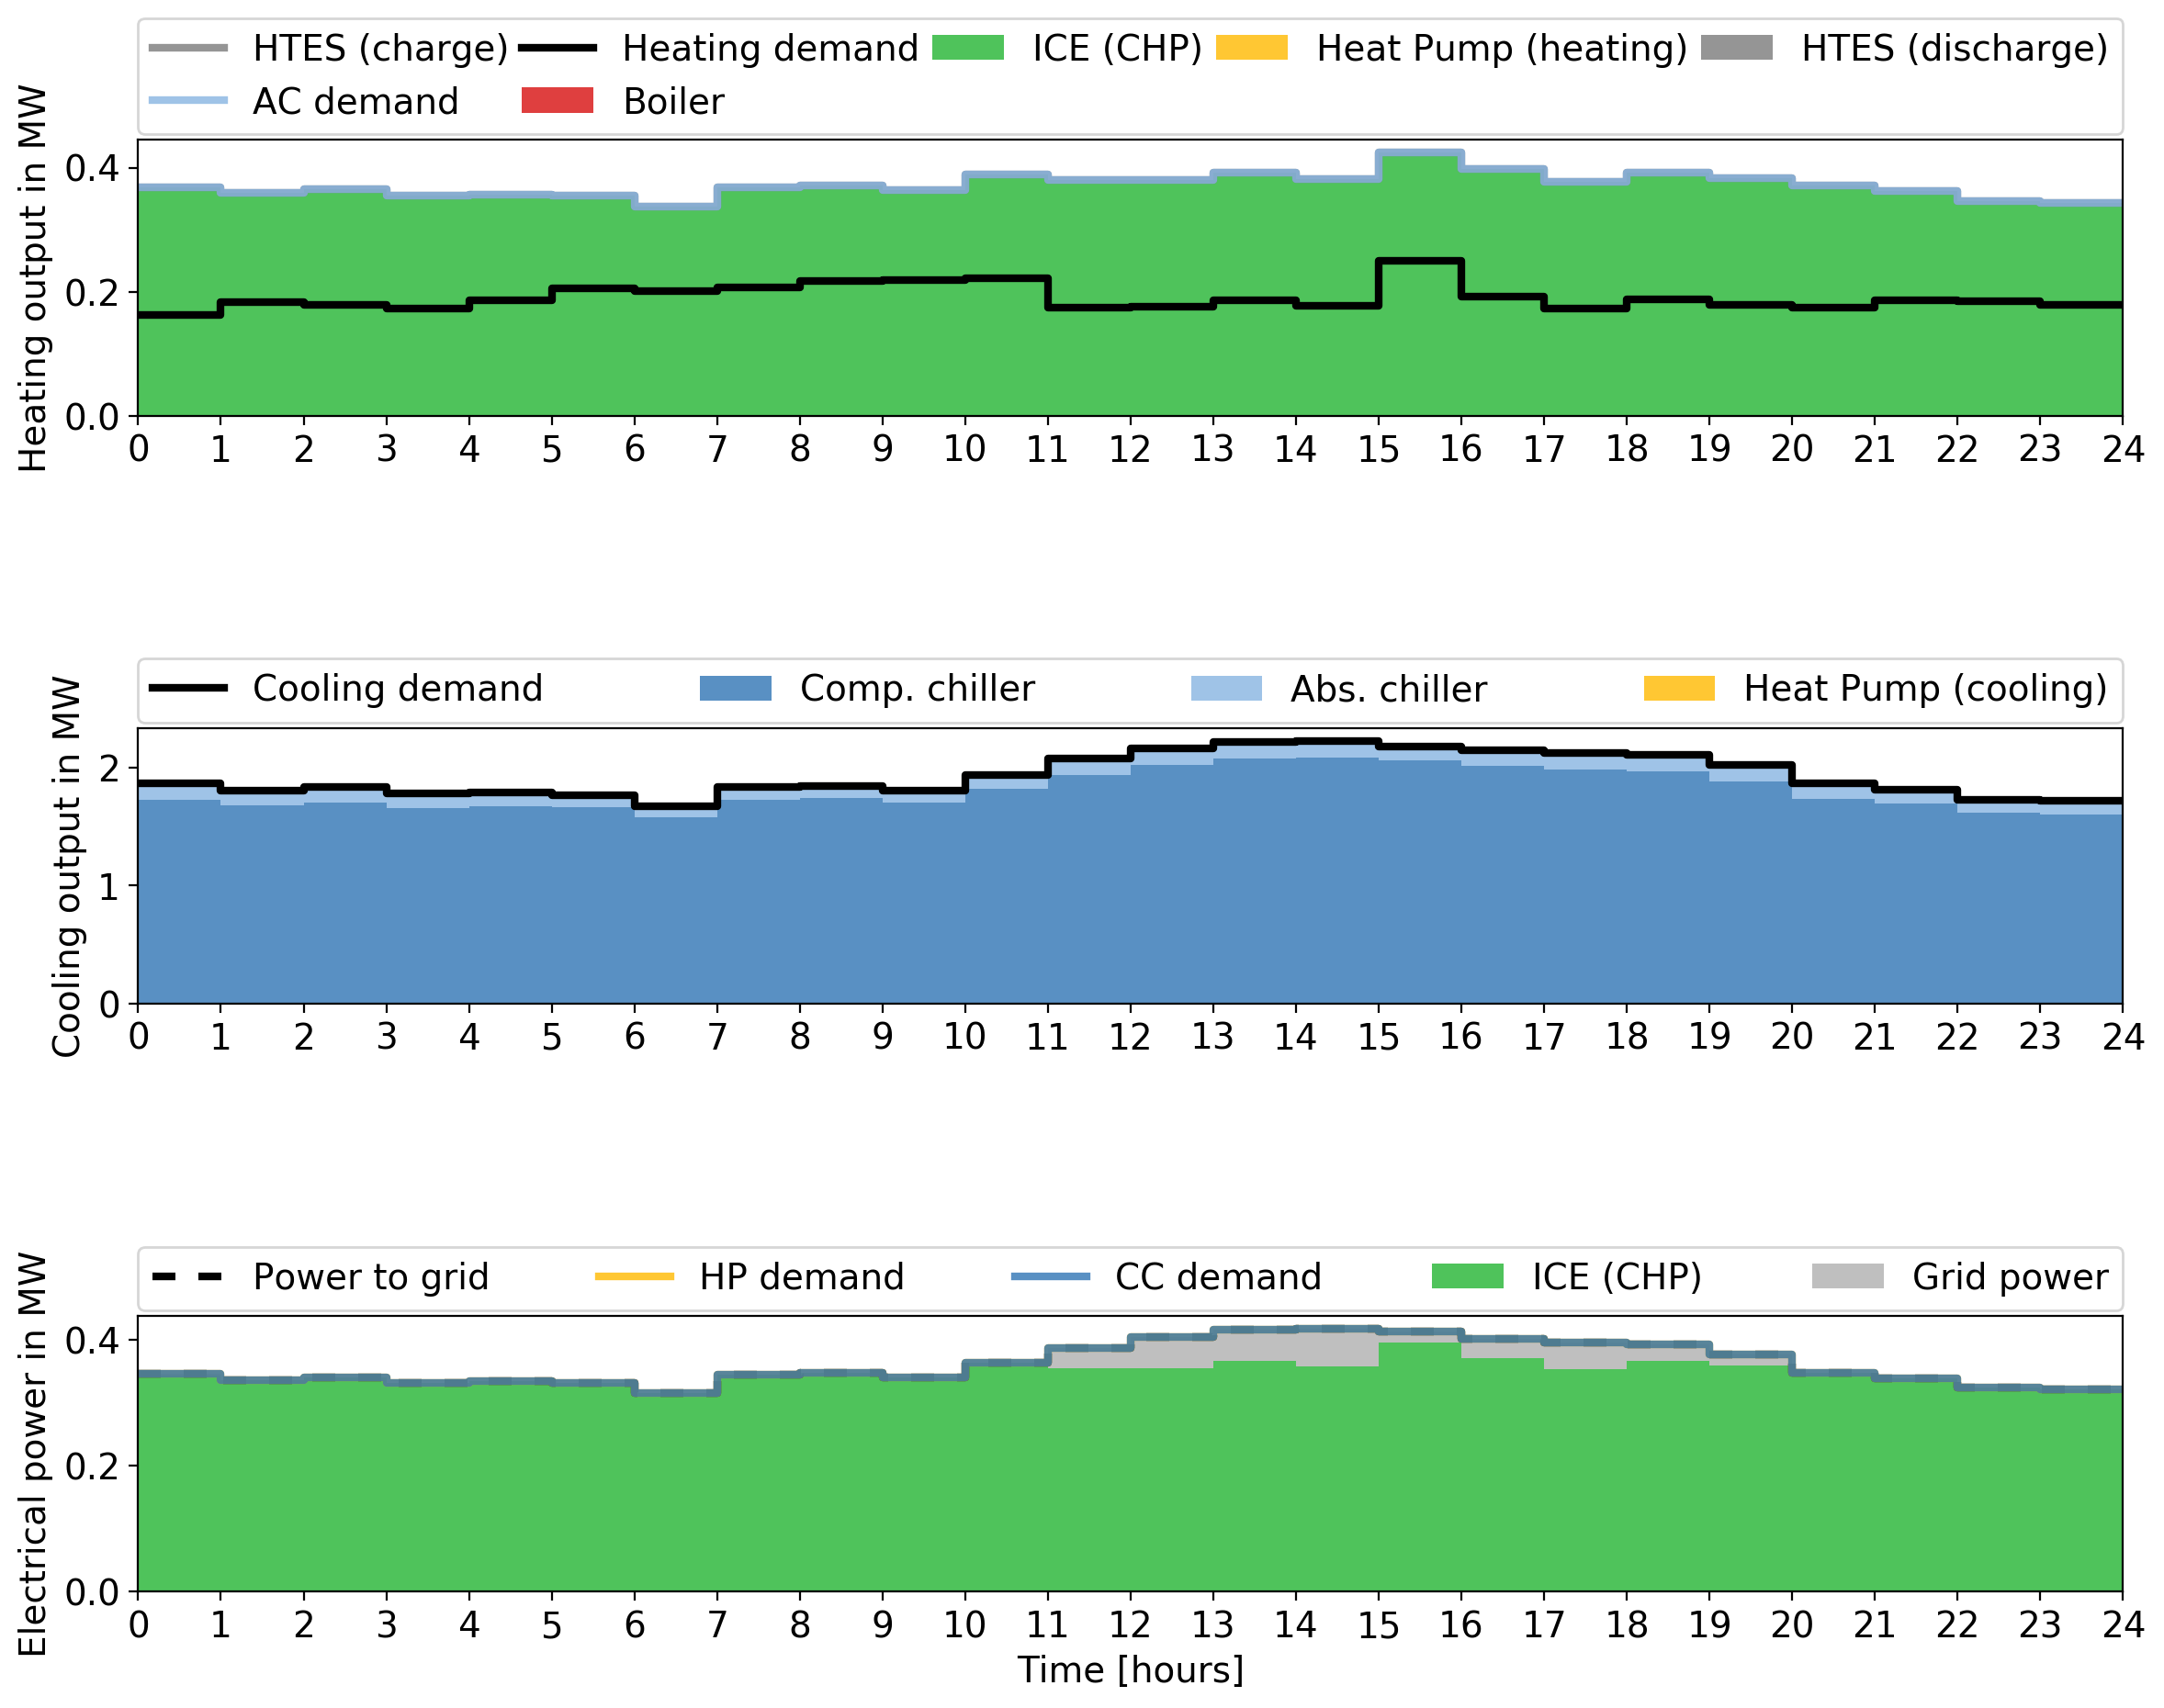 HTES (charge) Heating demand ICE (CHP) Heat Pump (heating) HTES (discharge)
AC demand Boiler
Heating output in MW
0.4
0.2
0.0
0 1 2 3 4 5 6 7 8 9 10 11 12 13 14 15 16 17 18 19 20 21 22 23 24
Cooling demand Comp. chiller Abs. chiller Heat Pump (cooling)
Cooling output in MW
2
1
0
0 1 2 3 4 5 6 7 8 9 10 11 12 13 14 15 16 17 18 19 20 21 22 23 24
Power to grid HP demand CC demand ICE (CHP) Grid power
Electrical power in MW
0.4
0.2
0.0
0 1 2 3 4 5 6 7 8 9 10 11 12 13 14 15 16 17 18 19 20 21 22 23 24
Time [hours]